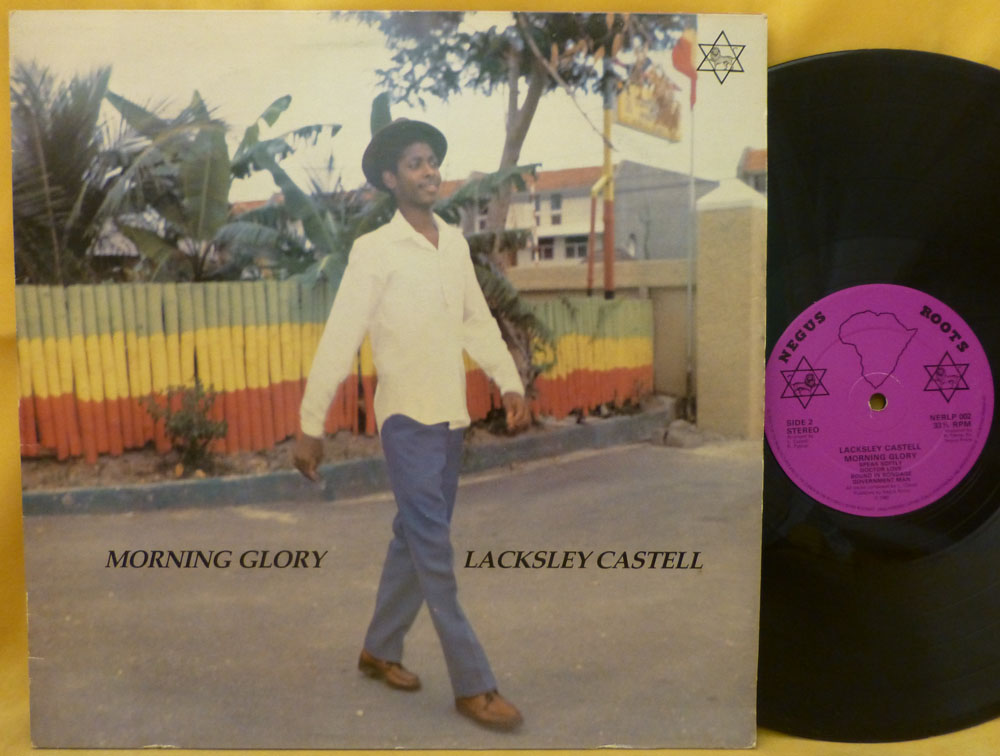 MORNING GLORY
LACKSLEY CASTELL
NEGUS ROOTS
SIDE 2
STEREO
NERLP 002
33⅓ RPM
LACKSLEY CASTELL
MORNING GLORY
SPEAK SOFTLY
DOCTOR LOVE
BOUND IN BONDAGE
GOVERNMENT MAN